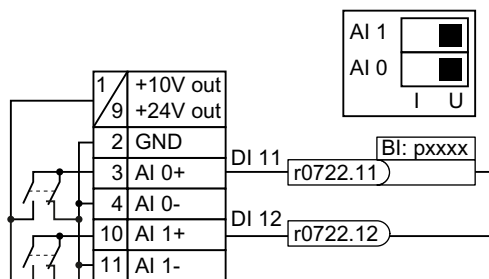 AI 1
AI 0
I U
1 +10V out
9 +24V out
2 GND
BI: pxxxx
DI 11
3 AI 0+
r0722.11
4 AI 0-
DI 12
10 AI 1+
r0722.12
11 AI 1-